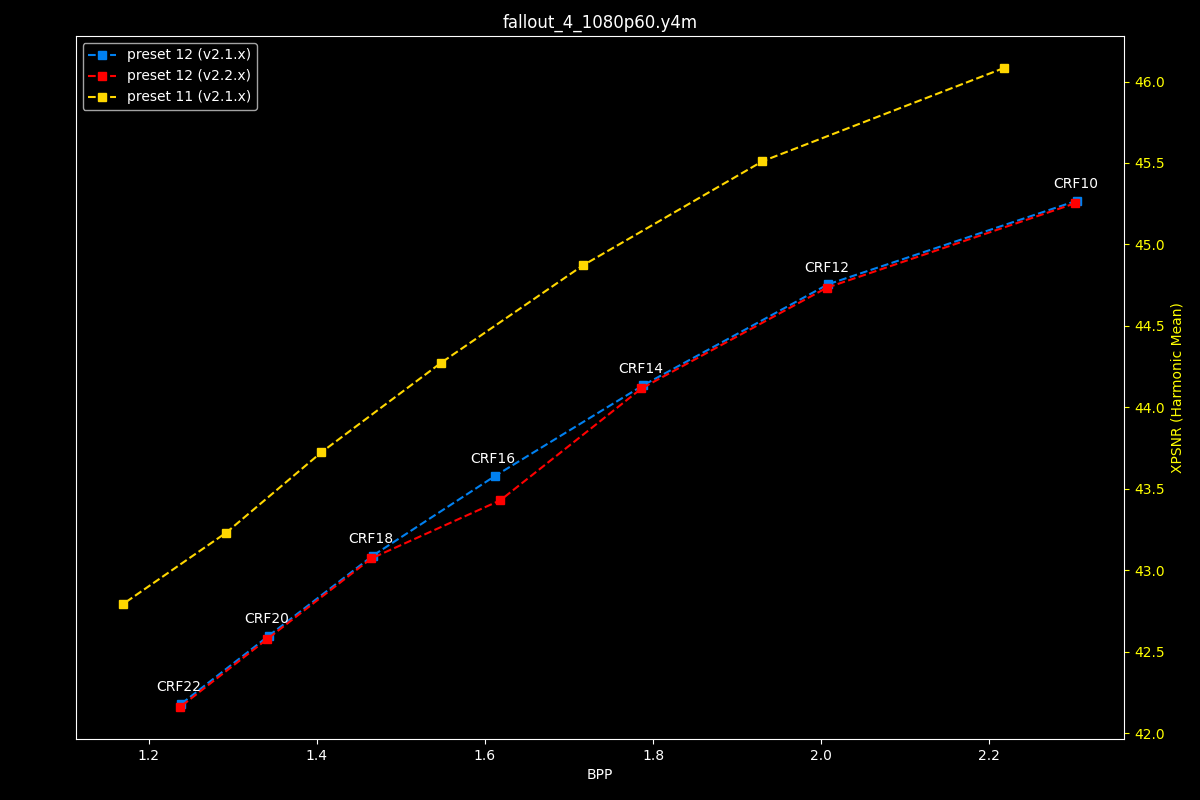 fallout_4_1080p60.y4m
preset 12 (v2.1.x)
preset 12 (v2.2.x)
preset 11 (v2.1.x)
CRF10
CRF12
CRF14
CRF16
CRF18
CRF20
CRF22
46.0
45.5
45.0
44.5
44.0
43.5
43.0
42.5
42.0
XPSNR (Harmonic Mean)
1.2 1.4 1.6 1.8 2.0 2.2
BPP